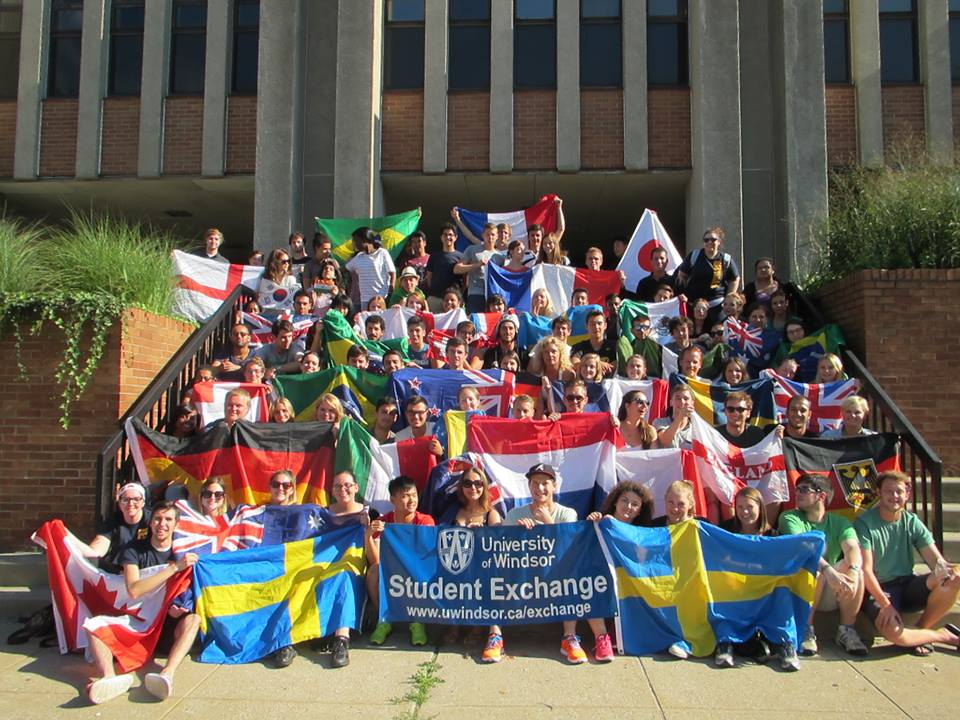 University
of Windsor
Student Exchange
www.uwindsor.ca/exchange